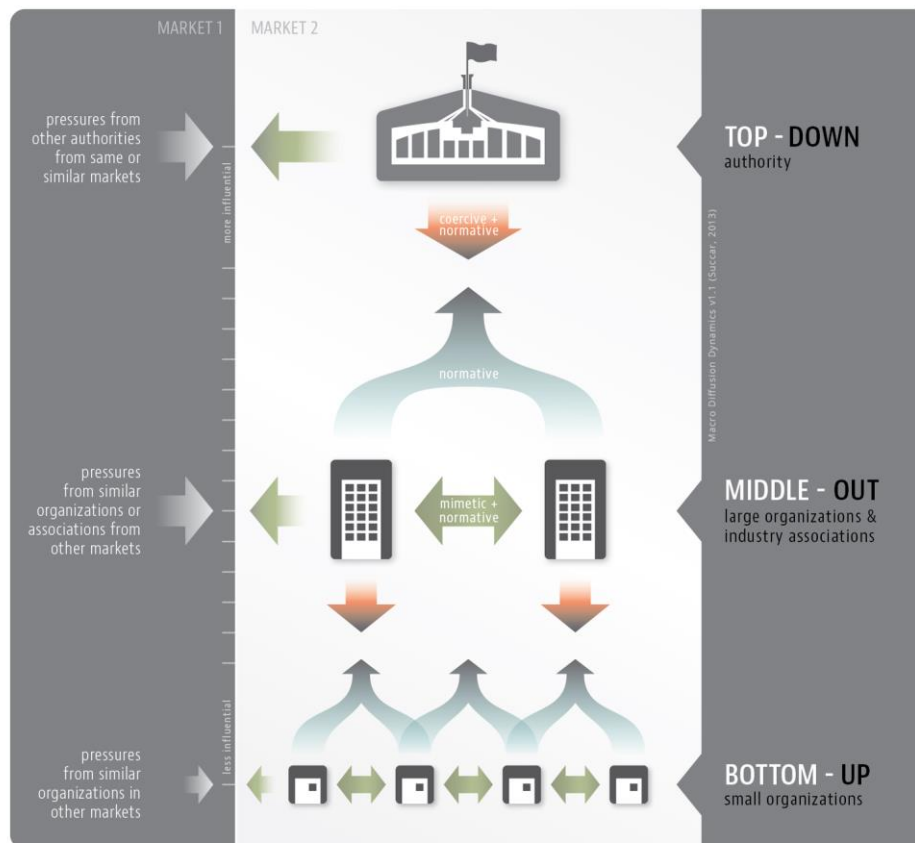 MARKET 1
MARKET 2
pressures from
other authorities
from same or
similar markets
more influential
TOP - DOWN
authority
coercive +
normative
Macro Diffusion Dynamics v1.1 (Succar, 2013)
normative
pressures
from similar
organizations or
associations from
other markets
mimetic +
normative
MIDDLE - OUT
large organizations &
industry associations
less influential
pressures
from similar
organizations in
other markets
BOTTOM - UP
small organizations